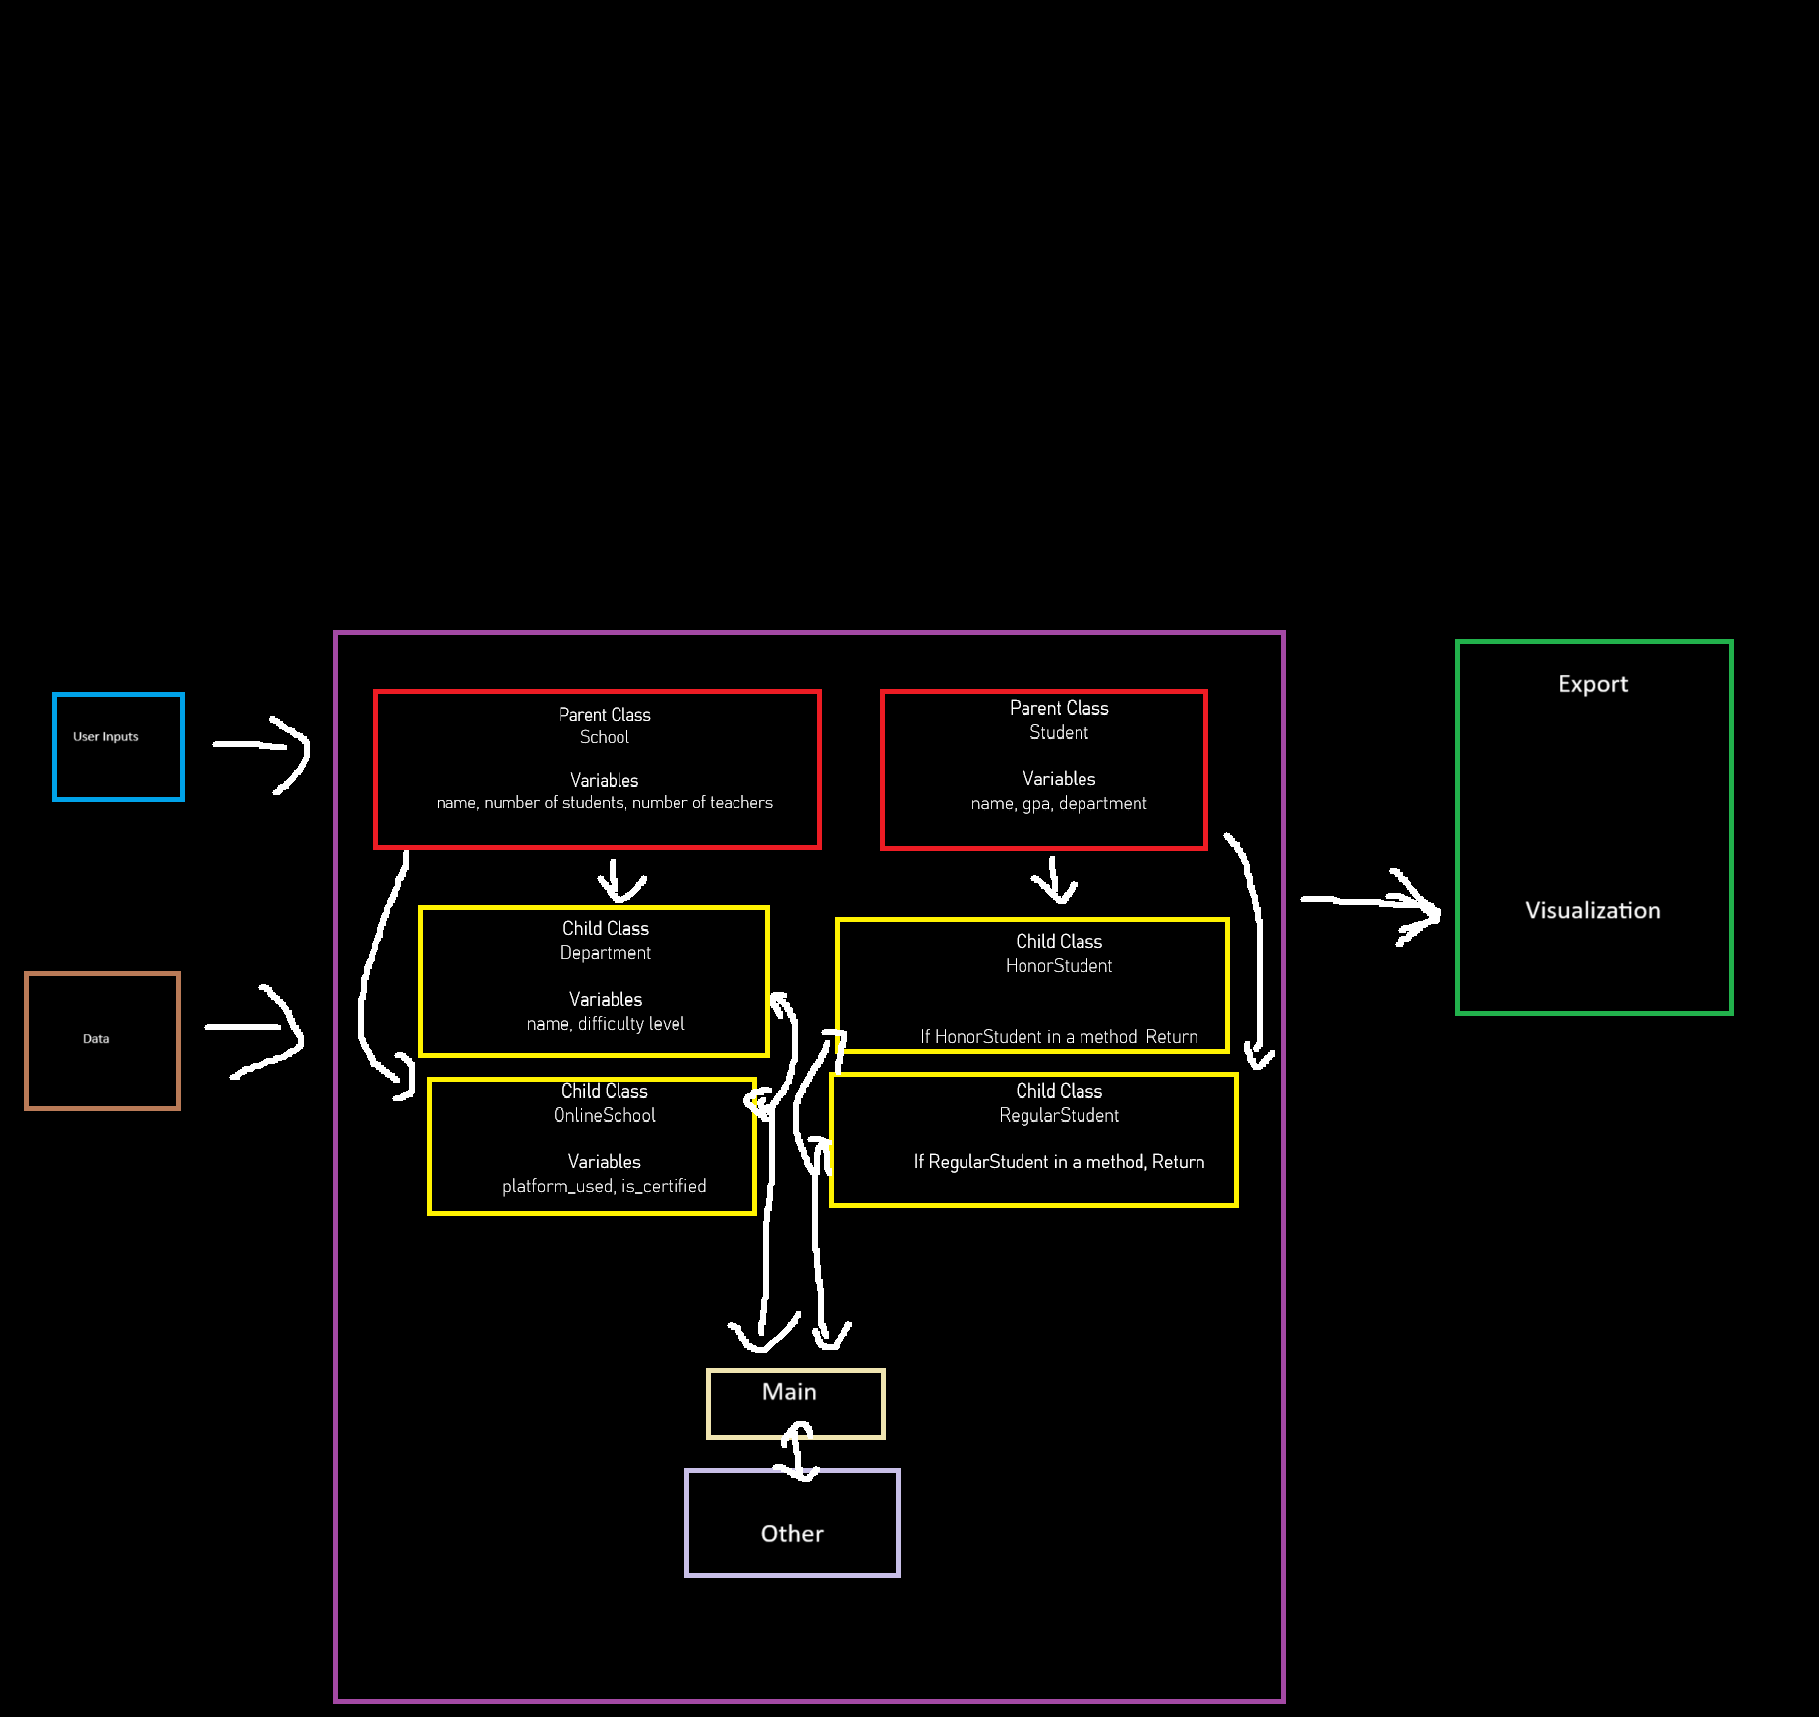 User Inputs
Data
Parent Class
School
Variables
name, number of students, number of teachers
Parent Class
Student
Variables
name, gpa, department
Child Class
Department
Variables
name, difficulty level
Child Class
HonorStudent
If HonorStudent in a method Return
Child Class
OnlineSchool
Variables
platform_used, is_certified
Child Class
RegularStudent
If RegularStudent in a method, Return
Main
Other
Export
Visualization